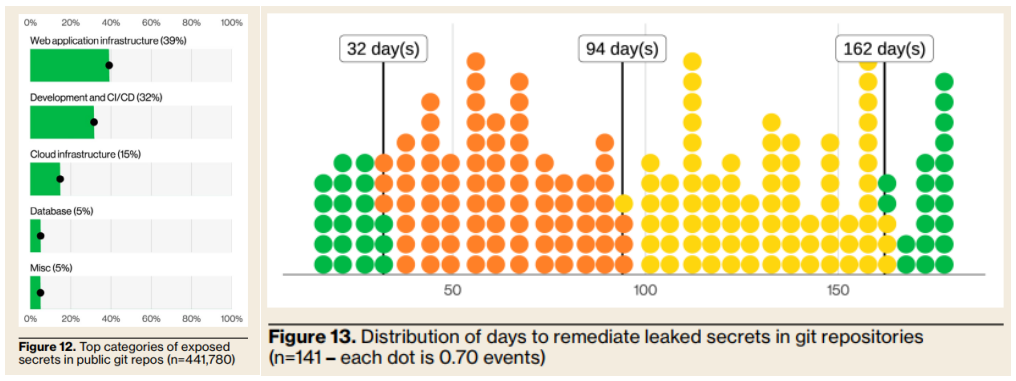 0% 20% 40% 60% 80% 100%
Web application infrastructure (39%)
Development and CI/CD (32%)
Cloud infrastructure (15%)
Database (5%)
Misc (5%)
0% 20% 40% 60% 80% 100%
Figure 12. Top categories of exposed
secrets in public git repos (n=441,780)
32 day(s) 94 day(s) 162 day(s)
50 100 150
Figure 13. Distribution of days to remediate leaked secrets in git repositories
(n=141 – each dot is 0.70 events)